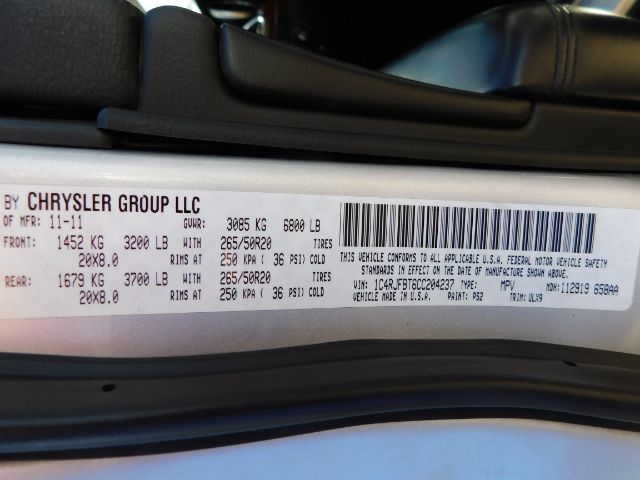 BY CHRYSLER GROUP LLC
OF MFR: 11-11 GVWR: 3085 KG 6800 LB
FRONT: 1452 KG 3200 LB WITH 265/50R20 TIRES
20X8.0 RIMS AT 250 KPA ( 36 PSI) COLD
REAR: 1679 KG 3700 LB WITH 265/50R20 TIRES
20X8.0 RIMS AT 250 KPA ( 36 PSI) COLD
THIS VEHICLE CONFORMS TO ALL APPLICABLE U.S.A. FEDERAL MOTOR VEHICLE SAFETY
STANDARDS IN EFFECT ON THE DATE OF MANUFACTURE SHOWN ABOVE.
VIN: 1C4RJFBT6CC204237 TYPE: MPV MDH: 112919 658AA
VEHICLE MADE IN U.S.A. PAINT: PS2 TRIM: ULX9